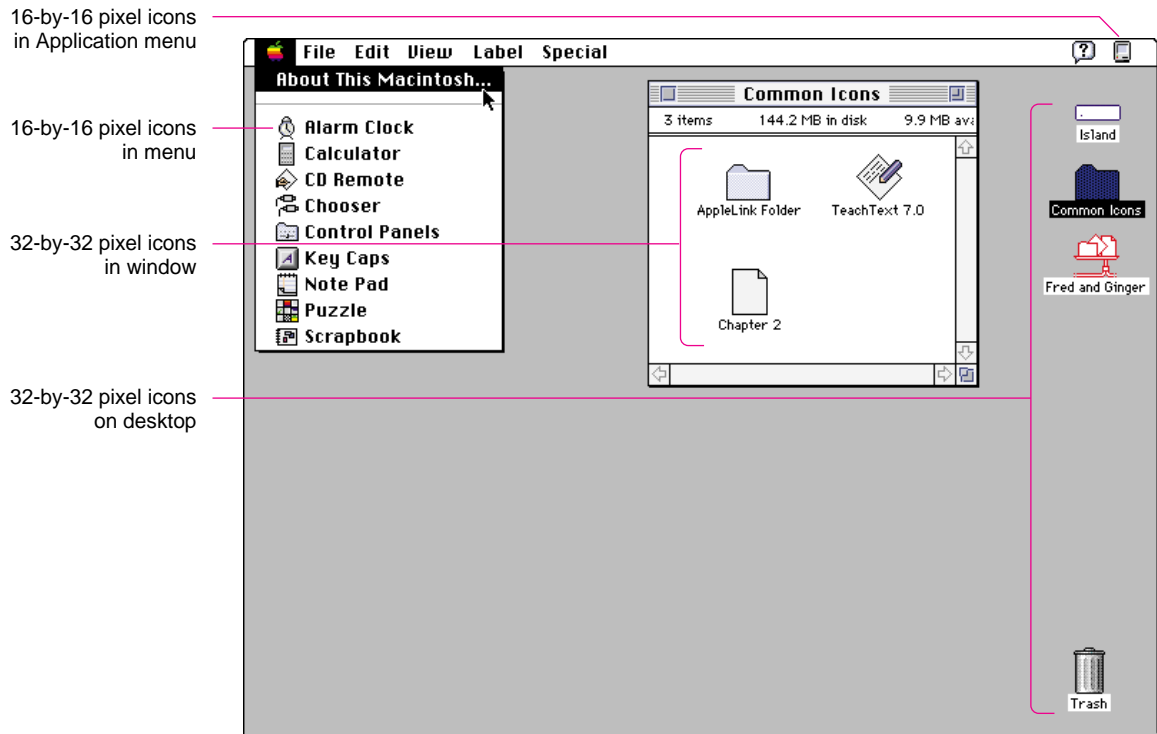 16-by-16 pixel icons
in Application menu
File Edit View Label Special
About This Macintosh...
16-by-16 pixel icons
in menu
Alarm Clock
Calculator
CD Remote
Chooser
Control Panels
Key Caps
Note Pad
Puzzle
Scrapbook
32-by-32 pixel icons
in window
Common Icons
3 items 144.2 MB in disk 9.9 MB ava
AppleLink Folder TeachText 7.0
Chapter 2
32-by-32 pixel icons
on desktop
Island
Common Icons
Fred and Ginger
Trash